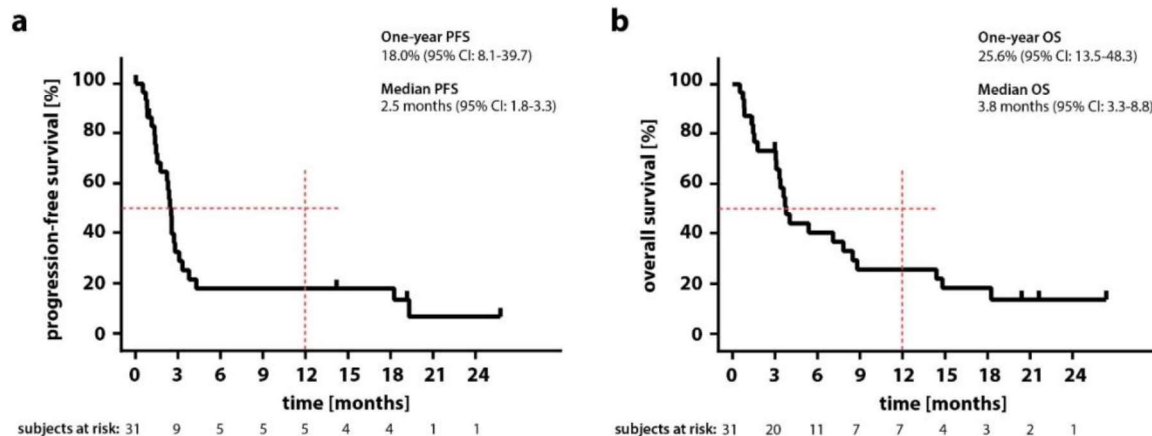 a
One-year PFS
18.0% (95% CI: 8.1-39.7)
Median PFS
2.5 months (95% CI: 1.8-3.3)
progression-free survival [%]
100
80
60
40
20
0
0 3 6 9 12 15 18 21 24
time [months]
subjects at risk: 31 9 5 5 5 4 4 1 1
b
One-year OS
25.6% (95% CI: 13.5-48.3)
Median OS
3.8 months (95% CI: 3.3-8.8)
overall survival [%]
100
80
60
40
20
0
0 3 6 9 12 15 18 21 24
time [months]
subjects at risk: 31 20 11 7 7 4 3 2 1